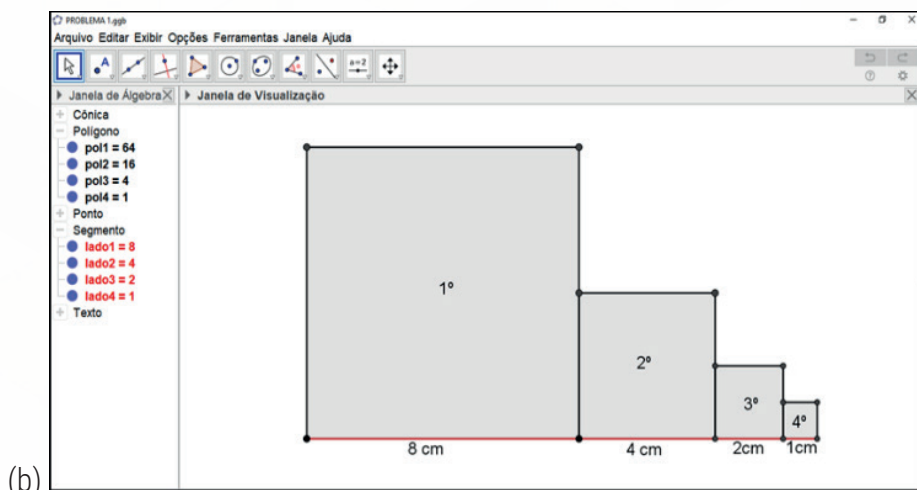 PROBLEMA 1.ggb
Arquivo Editar Exibir Opções Ferramentas Janela Ajuda
A
a=2
Janela de Álgebra
Janela de Visualização
Cônica
Polígono
pol1 = 64
pol2 = 16
pol3 = 4
pol4 = 1
Ponto
Segmento
lado1 = 8
lado2 = 4
lado3 = 2
lado4 = 1
Texto
1º
2º
3º
4º
8 cm
4 cm
2cm
1cm
(b)